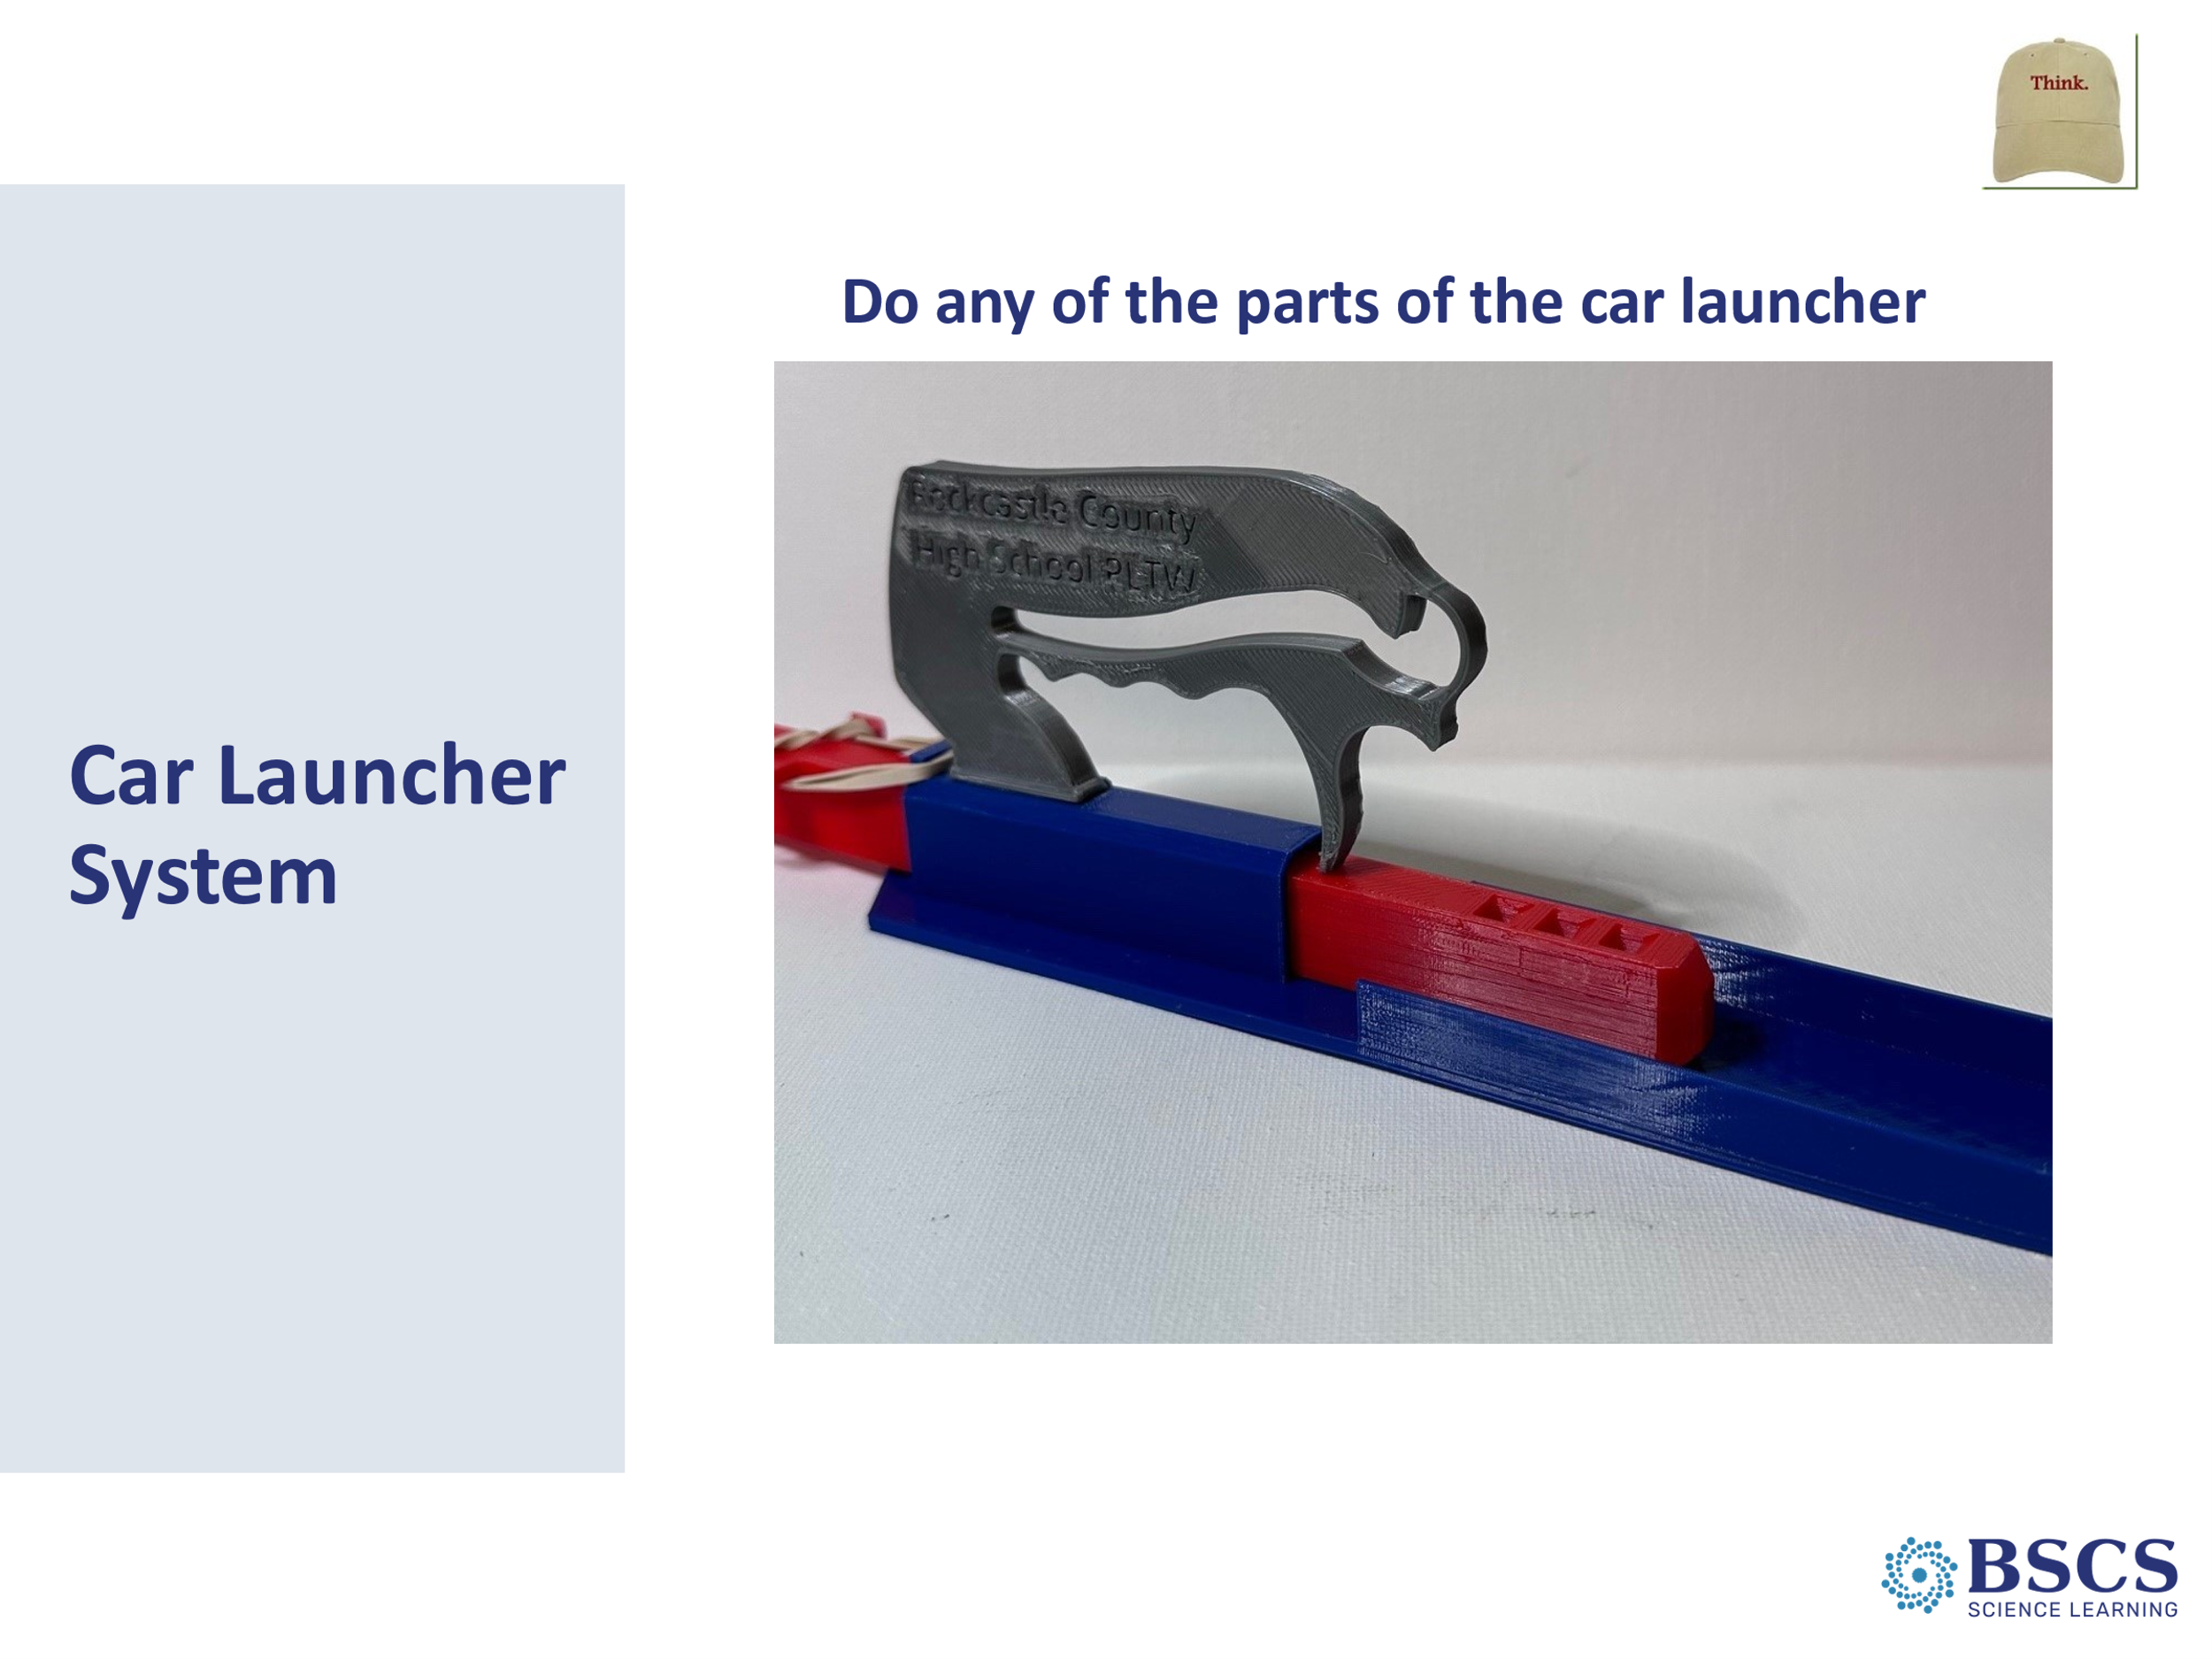 Think.
Do any of the parts of the car launcher
Rockcastle County
High School PLTW
Car Launcher
System
BSCS
SCIENCE LEARNING